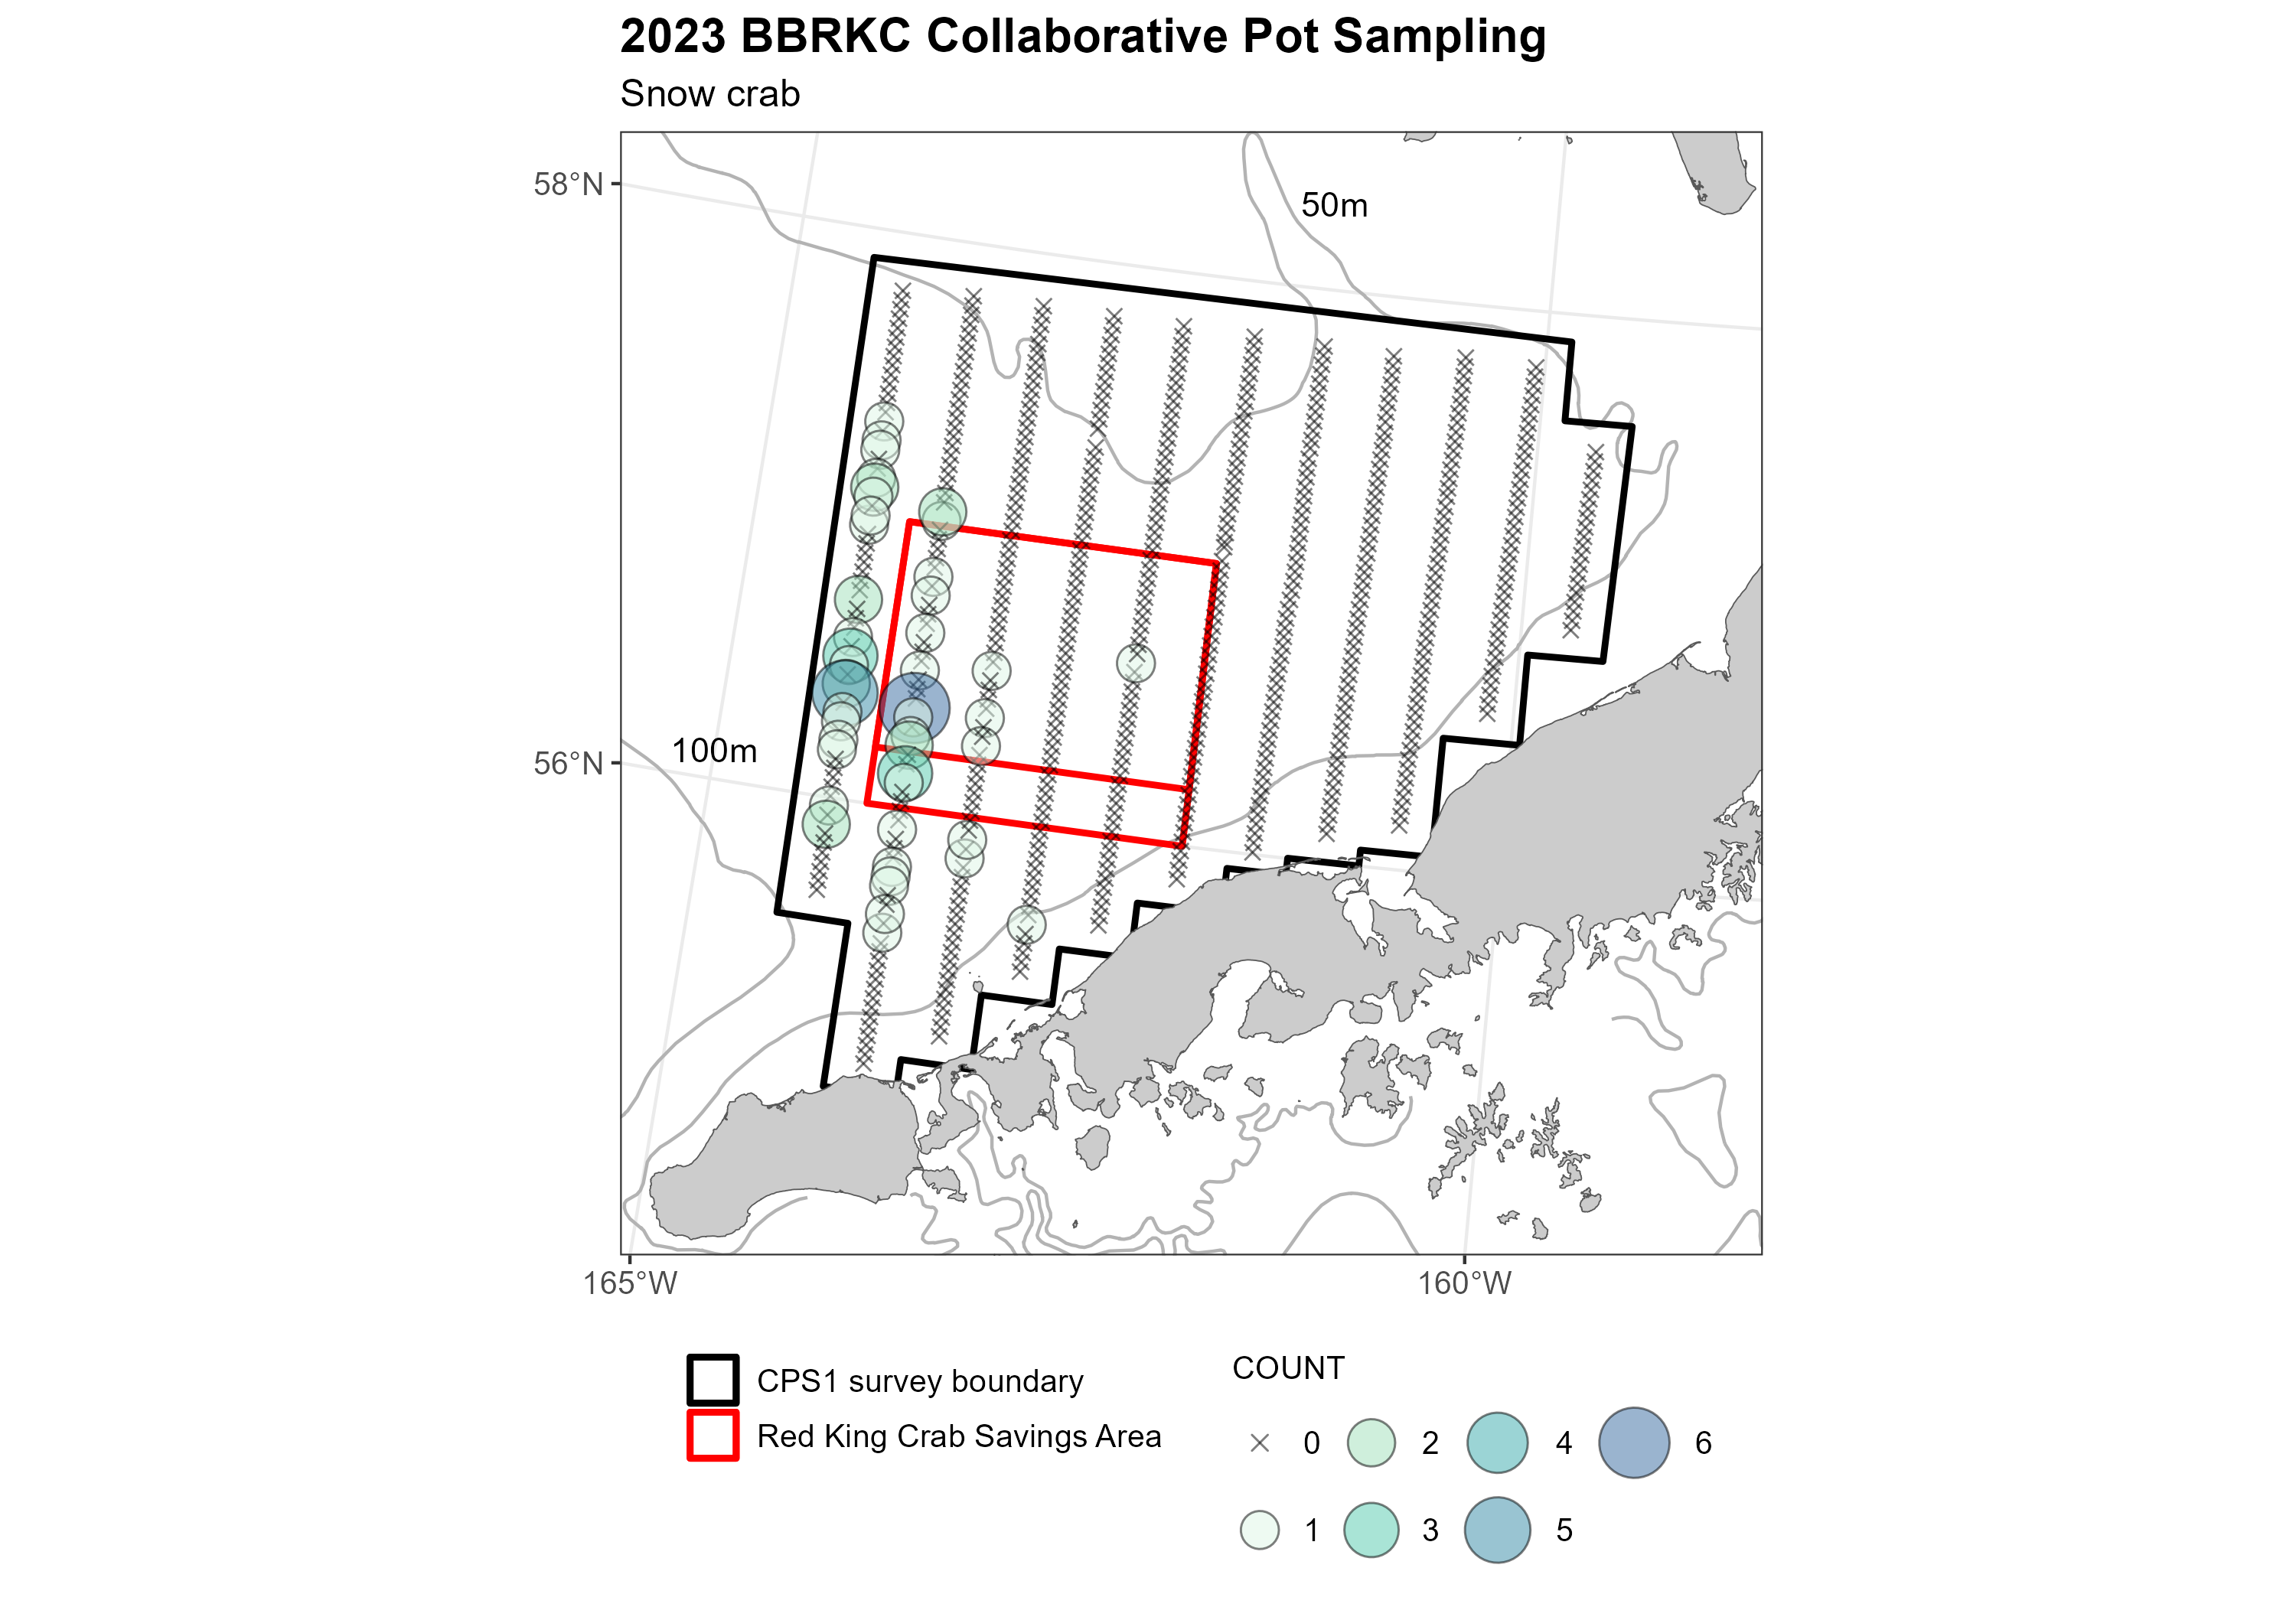 2023 BBRKC Collaborative Pot Sampling
Snow crab
58°N
50m
56°N
100m
165°W
160°W
CPS1 survey boundary
Red King Crab Savings Area
COUNT
0
2
4
6
1
3
5